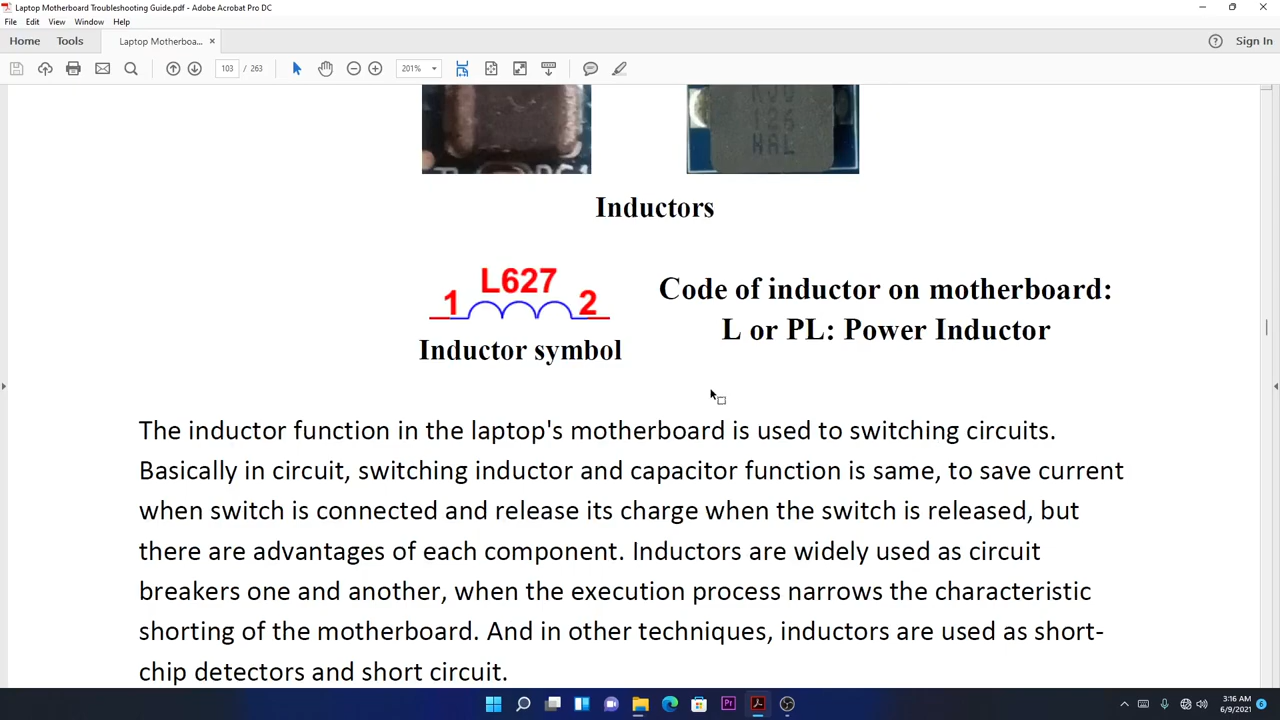 Laptop Motherboard Troubleshooting Guide.pdf - Adobe Acrobat Pro DC
File Edit View Window Help
Home Tools Laptop Motherboa... × Sign In
103 / 263 201%
126
HAL
Inductors
L627
1 2
Inductor symbol
Code of inductor on motherboard:
L or PL: Power Inductor
The inductor function in the laptop's motherboard is used to switching circuits.
Basically in circuit, switching inductor and capacitor function is same, to save current
when switch is connected and release its charge when the switch is released, but
there are advantages of each component. Inductors are widely used as circuit
breakers one and another, when the execution process narrows the characteristic
shorting of the motherboard. And in other techniques, inductors are used as short-
chip detectors and short circuit.
Pr
3:16 AM
6/9/2021